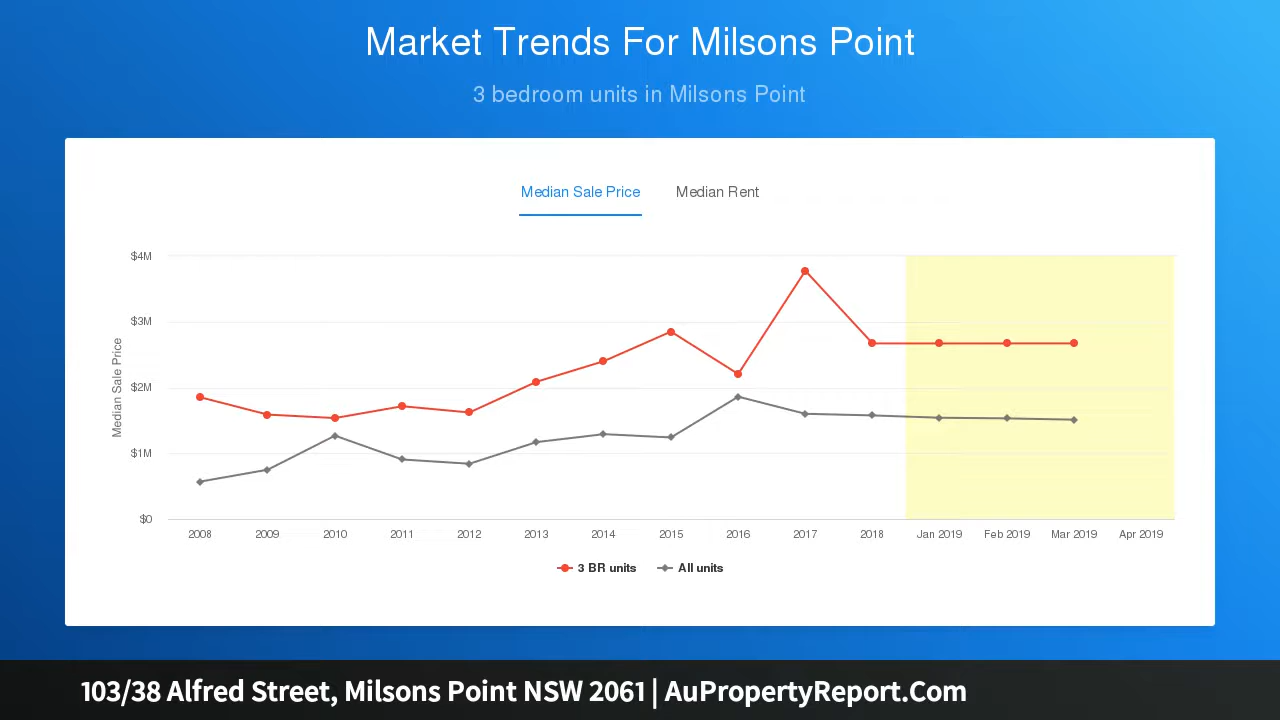 Market Trends For Milsons Point
3 bedroom units in Milsons Point
Median Sale Price Median Rent
Median Sale Price
$4M
$3M
$2M
$1M
$0
2008 2009 2010 2011 2012 2013 2014 2015 2016 2017 2018 Jan 2019 Feb 2019 Mar 2019 Apr 2019
3 BR units All units
103/38 Alfred Street, Milsons Point NSW 2061 | AuPropertyReport.Com